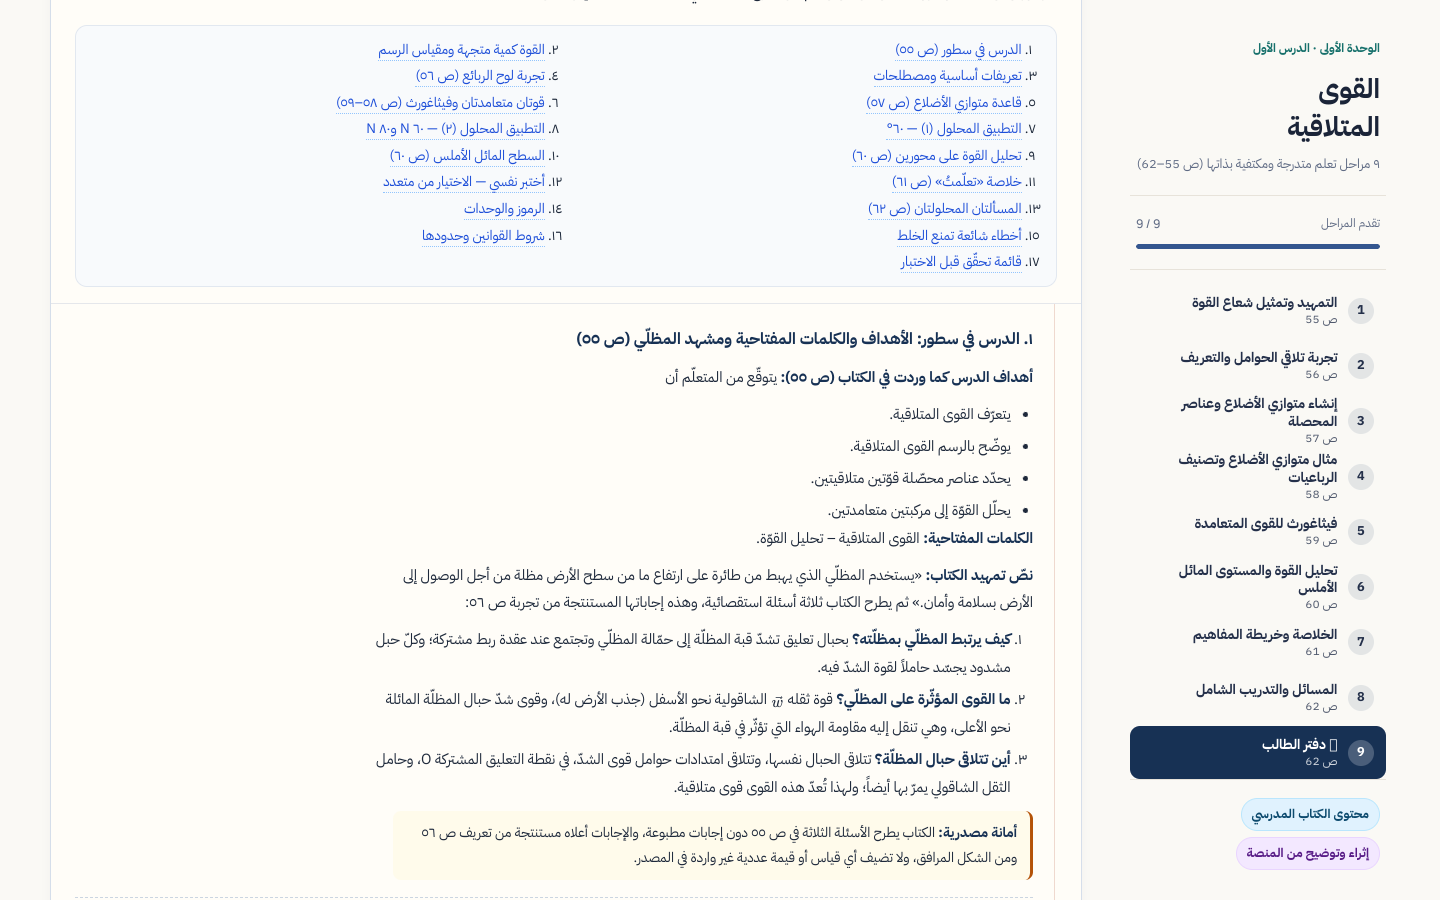 الوحدة الأولى · الدرس الأول
القوى
المتلاقية
٩ مراحل تعلم متدرجة ومكتفية بذاتها (ص 55–62)
تقدم المراحل
9 / 9
1
التمهيد وتمثيل شعاع القوة
ص 55
2
تجربة تلاقي الحوامل والتعريف
ص 56
3
إنشاء متوازي الأضلاع وعناصر
المحصلة
ص 57
4
مثال متوازي الأضلاع وتصنيف
الرباعيات
ص 58
5
فيثاغورث للقوى المتعامدة
ص 59
6
تحليل القوة والمستوى المائل
الأملس
ص 60
7
الخلاصة وخريطة المفاهيم
ص 61
8
المسائل والتدريب الشامل
ص 62
9
دفتر الطالب
ص 62
محتوى الكتاب المدرسي
إثراء وتوضيح من المنصة
١. الدرس في سطور (ص ٥٥)
٢. القوة كمية متجهة ومقياس الرسم
٣. تعريفات أساسية ومصطلحات
٤. تجربة لوح الربائع (ص ٥٦)
٥. قاعدة متوازي الأضلاع (ص ٥٧)
٦. قوتان متعامدتان وفيثاغورث (ص ٥٨–٥٩)
٧. التطبيق المحلول (١) — ٦٠°
٨. التطبيق المحلول (٢) — ٦٠ N و٨٠ N
٩. تحليل القوة على محورين (ص ٦٠)
١٠. السطح المائل الأملس (ص ٦٠)
١١. خلاصة «تعلّمتُ» (ص ٦١)
١٢. أختبر نفسي — الاختيار من متعدد
١٣. المسألتان المحلولتان (ص ٦٢)
١٤. الرموز والوحدات
١٥. أخطاء شائعة تمنع الخلط
١٦. شروط القوانين وحدودها
١٧. قائمة تحقّق قبل الاختبار
١. الدرس في سطور: الأهداف والكلمات المفتاحية ومشهد المظلّي (ص ٥٥)
أهداف الدرس كما وردت في الكتاب (ص ٥٥): يتوقّع من المتعلّم أن
• يتعرّف القوى المتلاقية.
• يوضّح بالرسم القوى المتلاقية.
• يحدّد عناصر محصّلة قوّتين متلاقيتين.
• يحلّل القوّة إلى مركبتين متعامدتين.
الكلمات المفتاحية: القوى المتلاقية – تحليل القوّة.
نصّ تمهيد الكتاب: «يستخدم المظلّي الذي يهبط من طائرة على ارتفاع ما من سطح الأرض مظلة من أجل الوصول إلى
الأرض بسلامة وأمان.» ثم يطرح الكتاب ثلاثة أسئلة استقصائية، وهذه إجاباتها المستنتجة من تجربة ص ٥٦:
١. كيف يرتبط المظلّي بمظلّته؟ بحبال تعليق تشدّ قبة المظلّة إلى حمّالة المظلّي وتجتمع عند عقدة ربط مشتركة؛ وكلّ حبل
مشدود يجسّد حاملاً لقوة الشدّ فيه.
٢. ما القوى المؤثّرة على المظلّي؟ قوة ثقله w⃗ الشاقولية نحو الأسفل (جذب الأرض له)، وقوى شدّ حبال المظلّة المائلة
نحو الأعلى، وهي تنقل إليه مقاومة الهواء التي تؤثّر في قبة المظلّة.
٣. أين تتلاقى حبال المظلّة؟ تتلاقى الحبال نفسها، وتتلاقى امتدادات حوامل قوى الشدّ، في نقطة التعليق المشتركة O، وحامل
الثقل الشاقولي يمرّ بها أيضاً؛ ولهذا تُعدّ هذه القوى قوى متلاقية.
أمانة مصدرية: الكتاب يطرح الأسئلة الثلاثة في ص ٥٥ دون إجابات مطبوعة، والإجابات أعلاه مستنتجة من تعريف ص ٥٦
ومن الشكل المرافق، ولا تضيف أي قياس أو قيمة عددية غير واردة في المصدر.